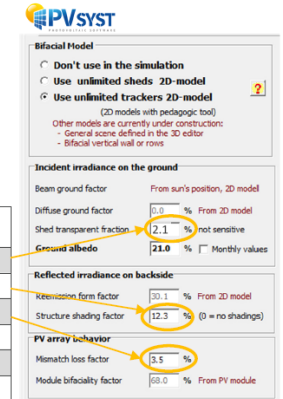 PVSYST
PHOTOVOLTAIC SOFTWARE
Bifacial Model
Don't use in the simulation
Use unlimited sheds 2D-model
Use unlimited trackers 2D-model
?
(2D models with pedagogic tool)
Other models are currently under construction:
- General scene defined in the 3D editor
- Bifacial vertical wall or rows
Incident irradiance on the ground
Beam ground factor From sun's position, 2D model
Diffuse ground factor 0.0 % From 2D model
Shed transparent fraction 2.1 % not sensitive
Ground albedo 21.0 % Monthly values
Reflected irradiance on backside
Reemission form factor 30.1 % From 2D model
Structure shading factor 12.3 % (0 = no shadings)
PV array behavior
Mismatch loss factor 3.5 %
Module bifaciality factor 68.0 % From PV module